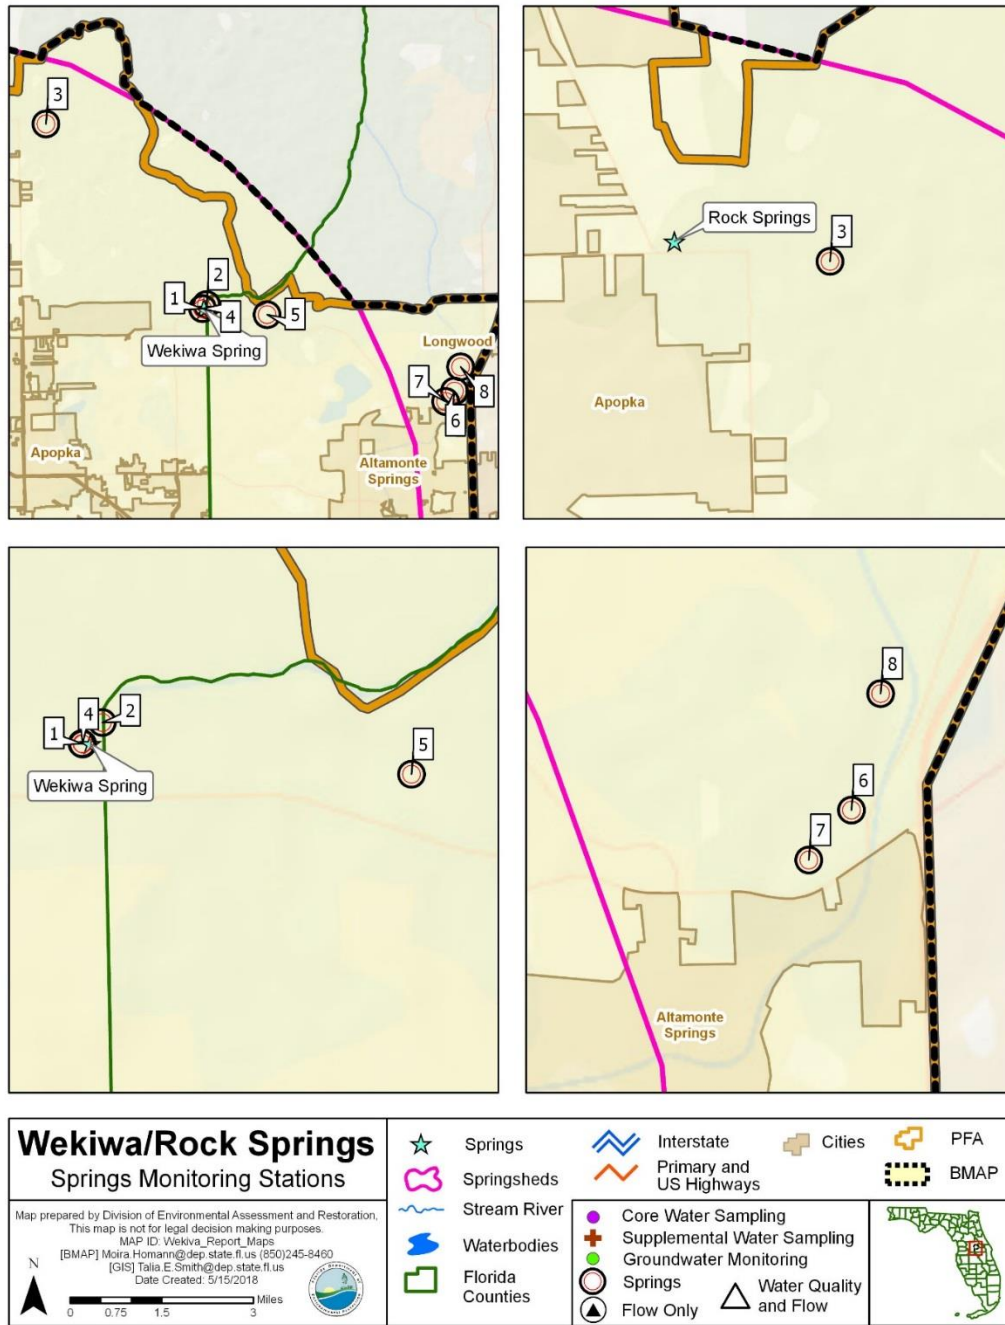 3
2
1
4
5
Wekiwa Spring
Longwood
7
8
6
Apopka
Altamonte
Springs
Rock Springs
3
Apopka
4
2
1
5
Wekiwa Spring
8
6
7
Altamonte
Springs
Wekiwa/Rock Springs
Springs Monitoring Stations
Map prepared by Division of Environmental Assessment and Restoration.
This map is not for legal decision making purposes.
MAP ID: Wekiva_Report_Maps
[BMAP] Moira.Homann@dep.state.fl.us (850)245-8460
[GIS] Talia.E.Smith@dep.state.fl.us
Date Created: 5/15/2018
N
Miles
0 0.75 1.5 3
Springs
Springsheds
Stream River
Waterbodies
Florida
Counties
Interstate
Primary and
US Highways
Cities
PFA
BMAP
Core Water Sampling
Supplemental Water Sampling
Groundwater Monitoring
Springs
Flow Only
Water Quality
and Flow